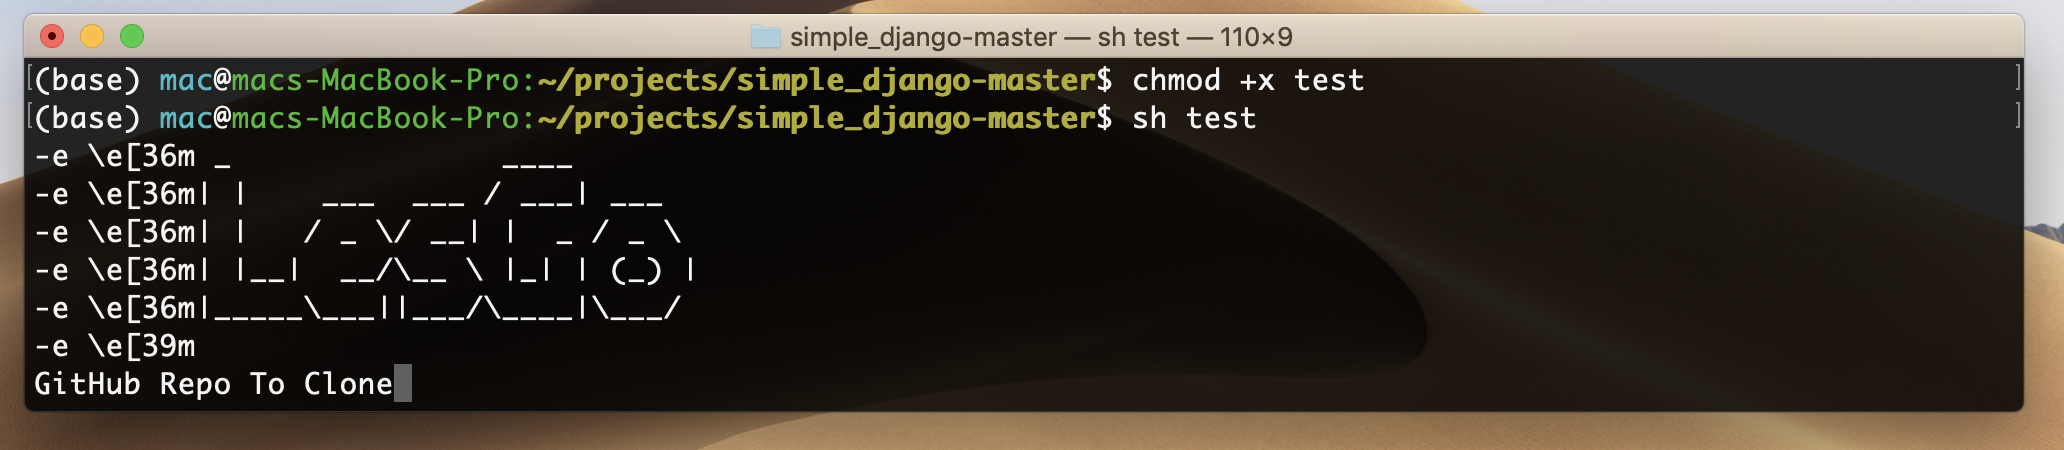 simple_django-master — sh test — 110×9
(base) mac@macs-MacBook-Pro:~/projects/simple_django-master$ chmod +x test
(base) mac@macs-MacBook-Pro:~/projects/simple_django-master$ sh test
-e \e[36m _               ____
-e \e[36m| |    ___  ___ / ___| ___
-e \e[36m| |   / _ \/ __| |  _ / _ \
-e \e[36m| |__|  __/\__ \ |_| | (_) |
-e \e[36m|_____\___||___/\____|\___/
-e \e[39m
GitHub Repo To Clone